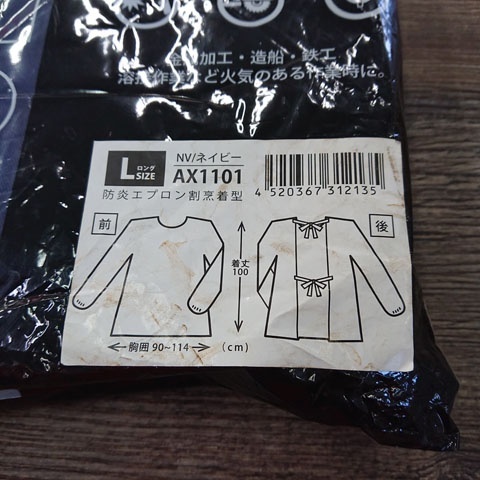 加工・造船・鉄工
溶接作業など火気のある作業時に。
L ロング SIZE
NV/ネイビー
AX1101
防炎エプロン割烹着型
4 520367 312135
前
後
着丈
100
胸囲 90~114 (cm)